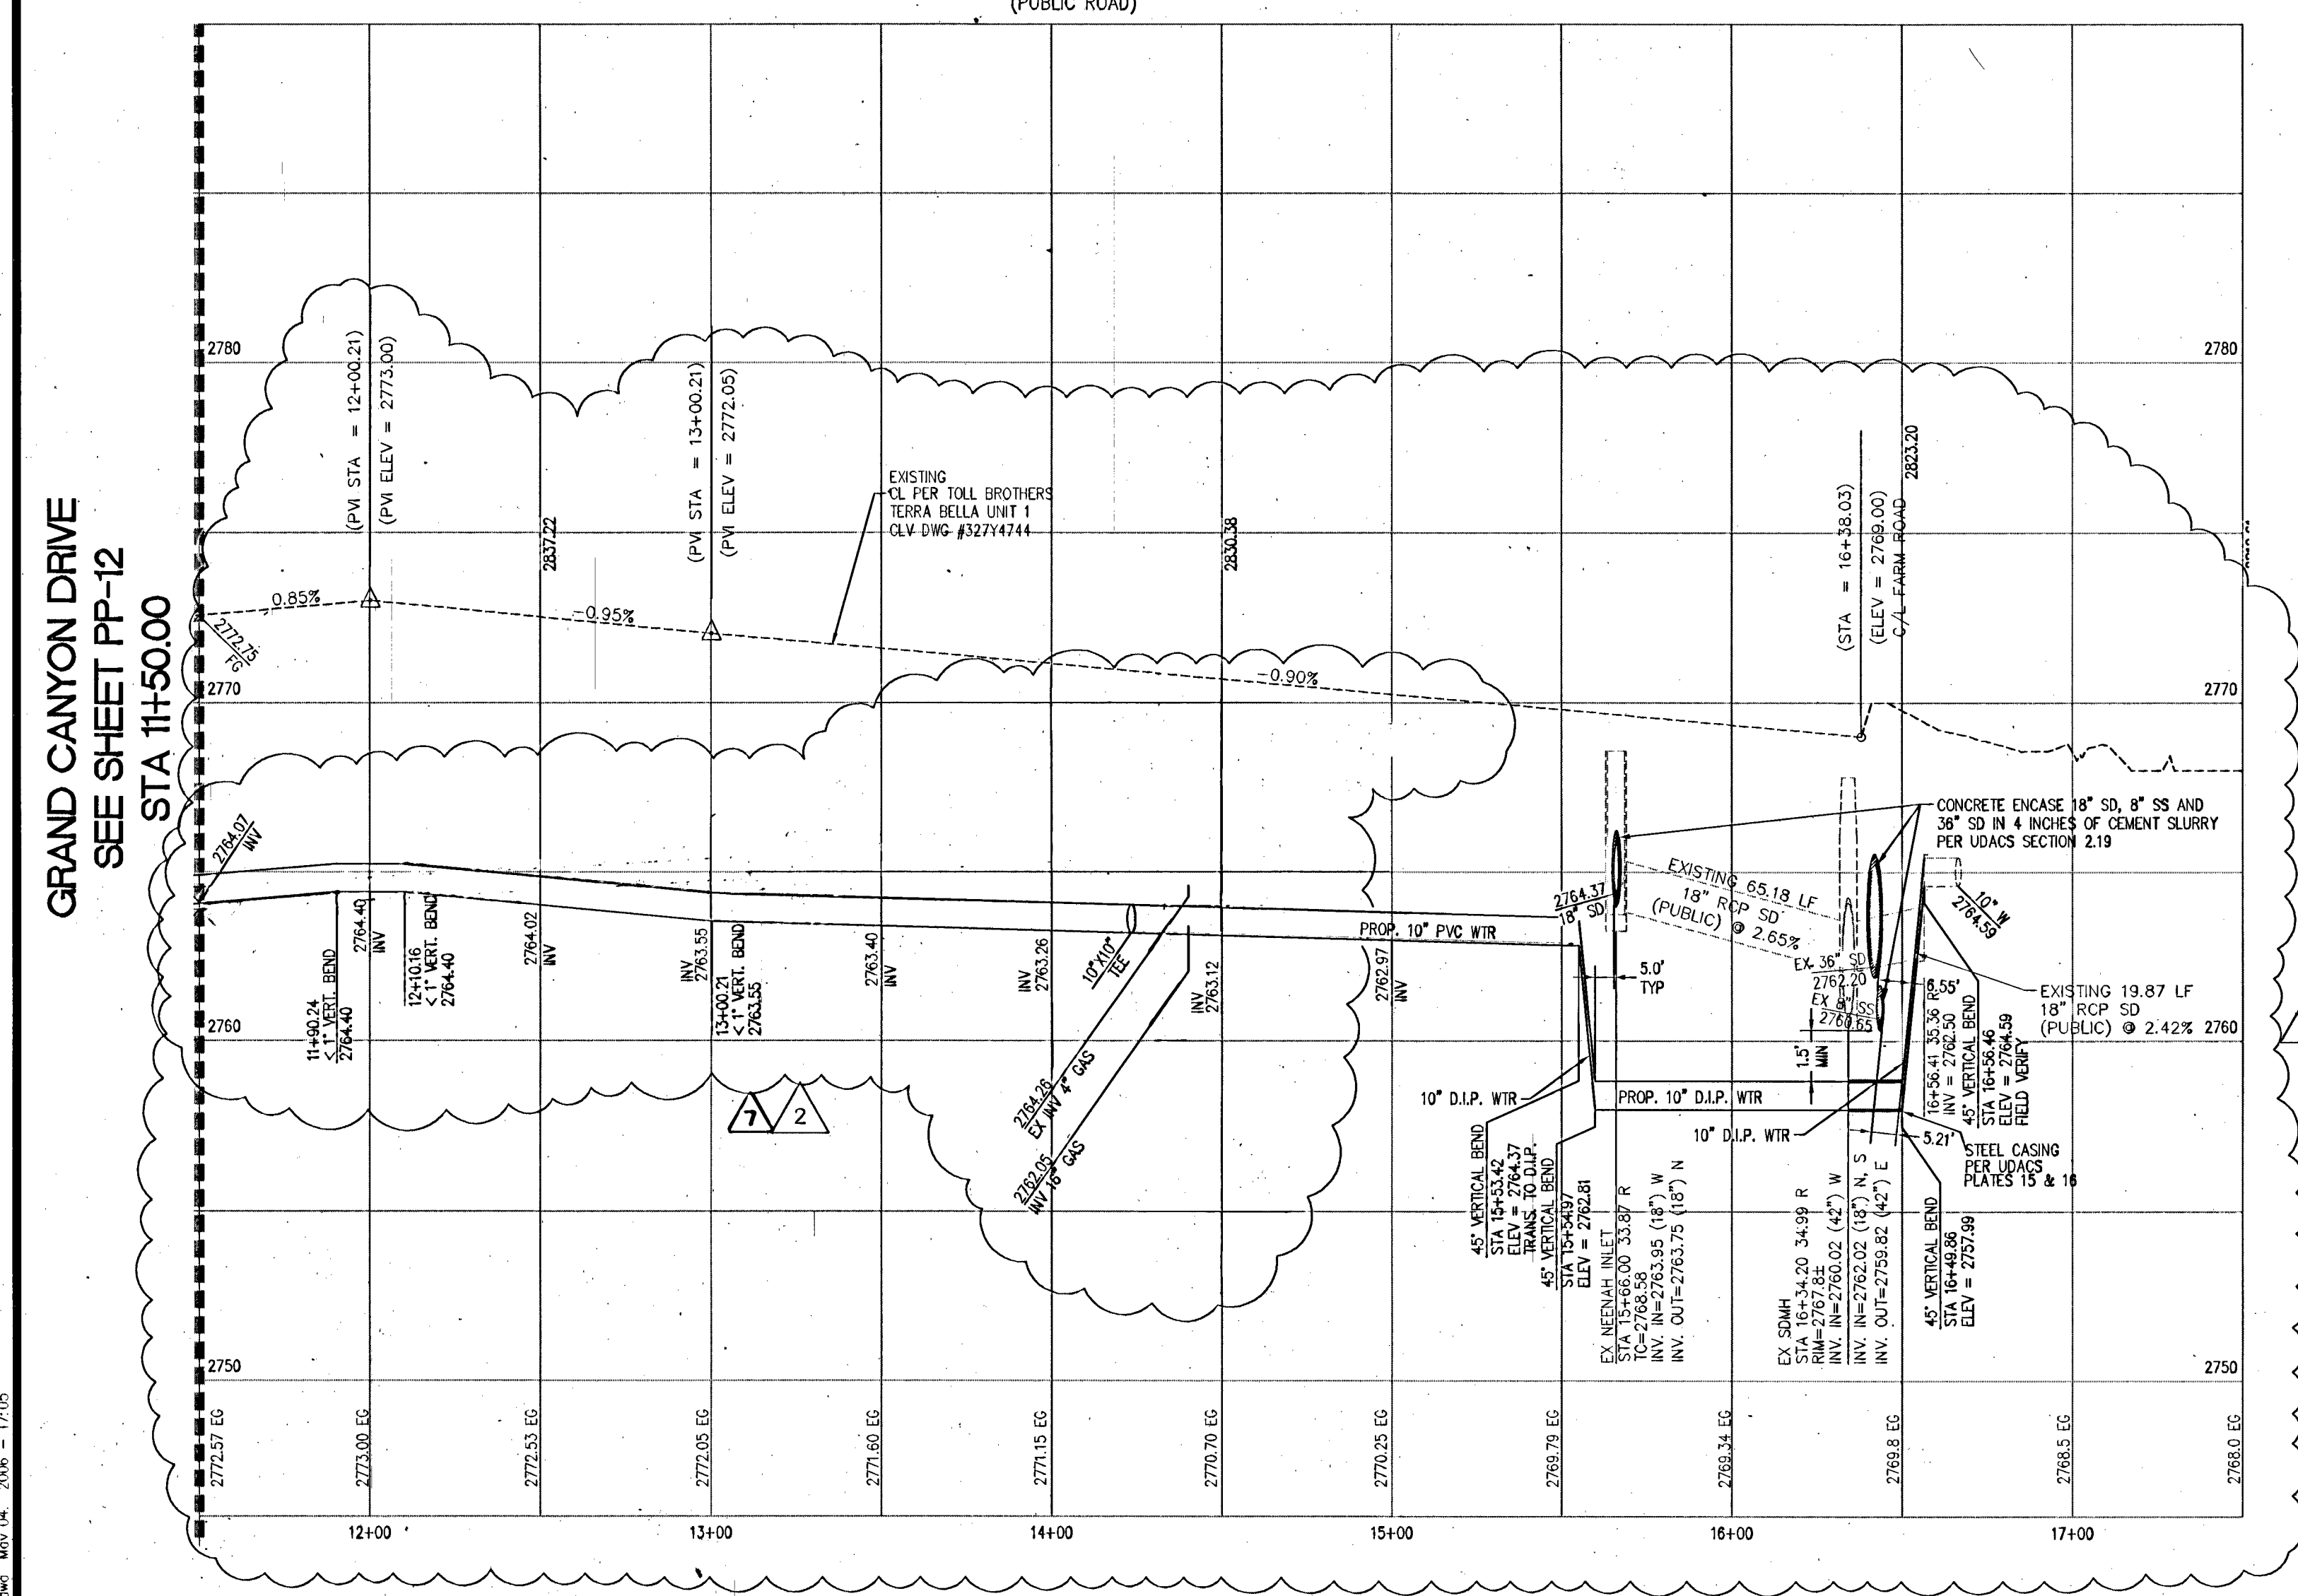 (PUBLIC ROAD)
GRAND CANYON DRIVE
SEE SHEET PP-12
STA 11+50.00
2780
2780
(PVI STA = 12+00.21)
(PVI ELEV = 2773.00)
(PVI STA = 13+00.21)
(PVI ELEV = 2772.05)
EXISTING
CL PER TOLL BROTHERS
TERRA BELLA UNIT 1
CLV DWG #327Y4744
2837.22
2830.38
2823.20
(STA = 16+38.03)
(ELEV = 2769.00)
C/L FARM ROAD
0.85%
-0.95%
-0.90%
2772.75
FG
2770
2770
2764.07
INV
11+90.24
< 1° VERT. BEND
2764.40
2764.40
INV
12+10.16
< 1° VERT. BEND
2764.40
2764.02
INV
INV
2763.55
13+00.21
< 1° VERT. BEND
2763.55
2763.40
INV
INV
2763.26
10"X10"
TEE
INV
2763.12
2762.97
INV
PROP. 10" PVC WTR
2764.26
EX INV 4" GAS
2762.05
INV 16" GAS
7
2
2764.37
18" SD
5.0'
TYP
EXISTING 65.18 LF
18" RCP SD
(PUBLIC) @ 2.65%
CONCRETE ENCASE 18" SD, 8" SS AND
36" SD IN 4 INCHES OF CEMENT SLURRY
PER UDACS SECTION 2.19
10" W
2764.59
EX 36" SD
2762.20
EX 8" SS
2760.65
6.55'
1.5'
MIN
EXISTING 19.87 LF
18" RCP SD
(PUBLIC) @ 2.42%
2760
2760
16+56.41 35.36 R
INV = 2762.50
45° VERTICAL BEND
STA 16+56.46
ELEV = 2764.59
FIELD VERIFY
10" D.I.P. WTR
PROP. 10" D.I.P. WTR
10" D.I.P. WTR
5.21'
STEEL CASING
PER UDACS
PLATES 15 & 16
45° VERTICAL BEND
STA 15+53.42
ELEV = 2764.37
TRANS. TO D.I.P.
45° VERTICAL BEND
STA 15+54.97
ELEV = 2762.81
EX NEENAH INLET
STA 15+66.00 33.87 R
TC=2768.58
INV. IN=2763.95 (18") W
INV. OUT=2763.75 (18") N
EX SDMH
STA 16+34.20 34.99 R
RIM=2767.8±
INV. IN=2760.02 (42") W
INV. IN=2762.02 (18") N, S
INV. OUT=2759.82 (42") E
45° VERTICAL BEND
STA 16+49.86
ELEV = 2757.99
2750
2750
2772.57 EG
2773.00 EG
2772.53 EG
2772.05 EG
2771.60 EG
2771.15 EG
2770.70 EG
2770.25 EG
2769.79 EG
2769.34 EG
2769.8 EG
2768.5 EG
2768.0 EG
12+00
13+00
14+00
15+00
16+00
17+00
2006 - 17:05